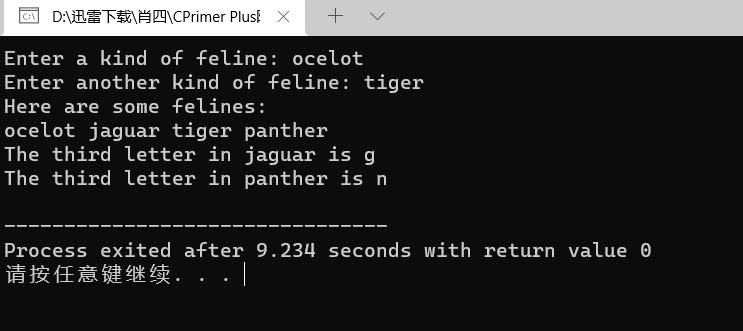 D:\迅雷下载\肖四\CPrimer Plus
Enter a kind of feline: ocelot
Enter another kind of feline: tiger
Here are some felines:
ocelot jaguar tiger panther
The third letter in jaguar is g
The third letter in panther is n
--------------------------------
Process exited after 9.234 seconds with return value 0
请按任意键继续. . .